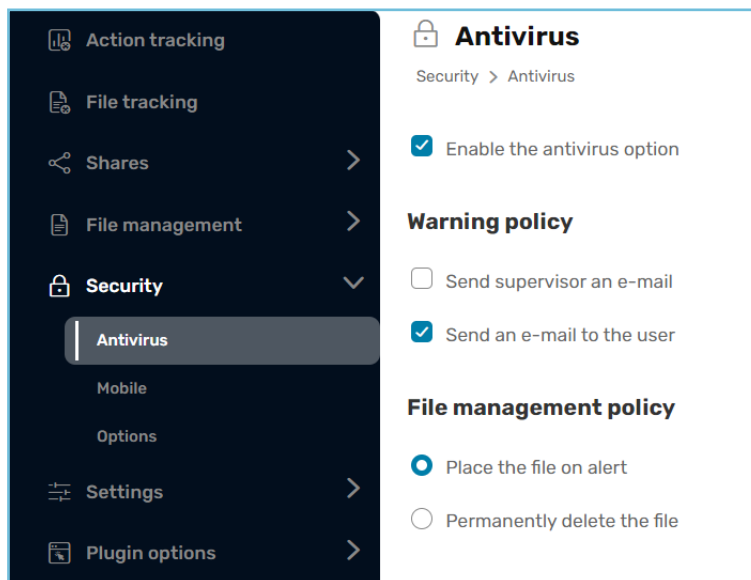 Action tracking
File tracking
Shares
File management
Security
Antivirus
Mobile
Options
Settings
Plugin options
Antivirus
Security > Antivirus
Enable the antivirus option
Warning policy
Send supervisor an e-mail
Send an e-mail to the user
File management policy
Place the file on alert
Permanently delete the file